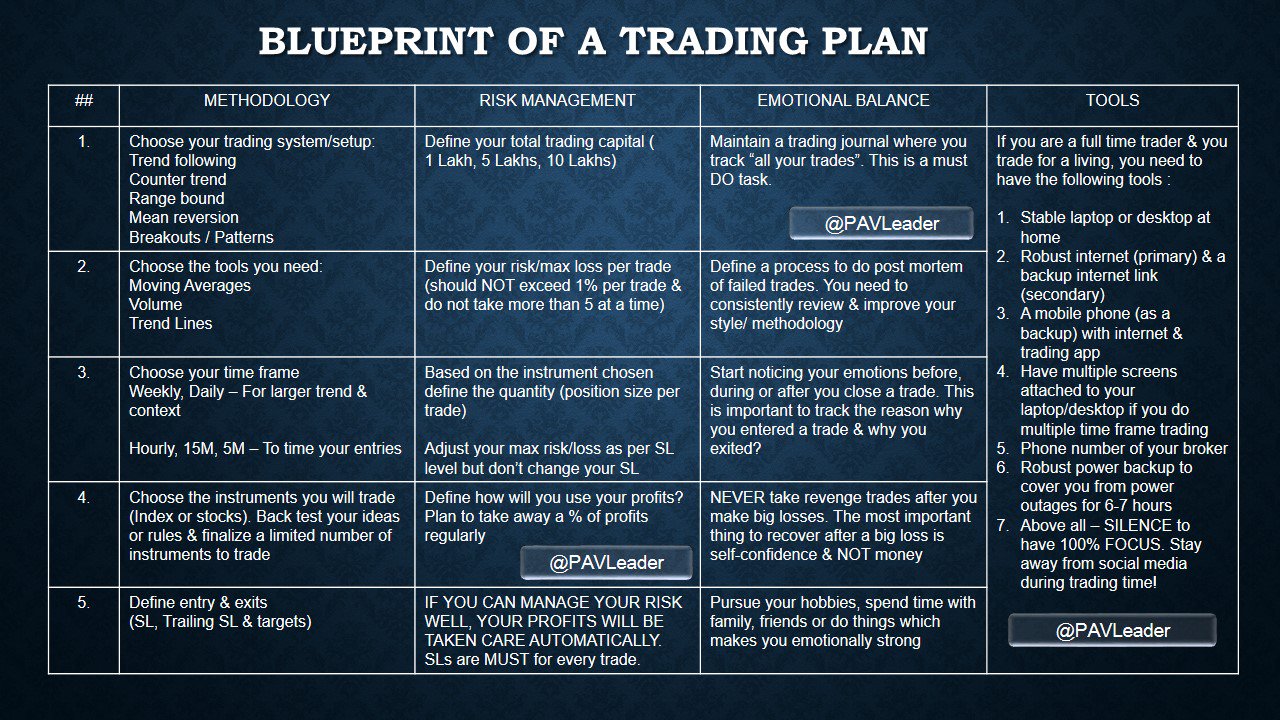 BLUEPRINT OF A TRADING PLAN
##
METHODOLOGY
RISK MANAGEMENT
EMOTIONAL BALANCE
TOOLS
1.
Choose your trading system/setup:
Trend following
Counter trend
Range bound
Mean reversion
Breakouts / Patterns
Define your total trading capital (
1 Lakh, 5 Lakhs, 10 Lakhs)
Maintain a trading journal where you
track “all your trades”. This is a must
DO task.
@PAVLeader
If you are a full time trader & you
trade for a living, you need to
have the following tools :
1. Stable laptop or desktop at
home
2. Robust internet (primary) & a
backup internet link
(secondary)
3. A mobile phone (as a
backup) with internet &
trading app
4. Have multiple screens
attached to your
laptop/desktop if you do
multiple time frame trading
5. Phone number of your broker
6. Robust power backup to
cover you from power
outages for 6-7 hours
7. Above all – SILENCE to
have 100% FOCUS. Stay
away from social media
during trading time!
@PAVLeader
2.
Choose the tools you need:
Moving Averages
Volume
Trend Lines
Define your risk/max loss per trade
(should NOT exceed 1% per trade &
do not take more than 5 at a time)
Define a process to do post mortem
of failed trades. You need to
consistently review & improve your
style/ methodology
3.
Choose your time frame
Weekly, Daily – For larger trend &
context
Hourly, 15M, 5M – To time your entries
Based on the instrument chosen
define the quantity (position size per
trade)
Adjust your max risk/loss as per SL
level but don’t change your SL
Start noticing your emotions before,
during or after you close a trade. This
is important to track the reason why
you entered a trade & why you
exited?
4.
Choose the instruments you will trade
(Index or stocks). Back test your ideas
or rules & finalize a limited number of
instruments to trade
Define how will you use your profits?
Plan to take away a % of profits
regularly
@PAVLeader
NEVER take revenge trades after you
make big losses. The most important
thing to recover after a big loss is
self-confidence & NOT money
5.
Define entry & exits
(SL, Trailing SL & targets)
IF YOU CAN MANAGE YOUR RISK
WELL, YOUR PROFITS WILL BE
TAKEN CARE AUTOMATICALLY.
SLs are MUST for every trade.
Pursue your hobbies, spend time with
family, friends or do things which
makes you emotionally strong